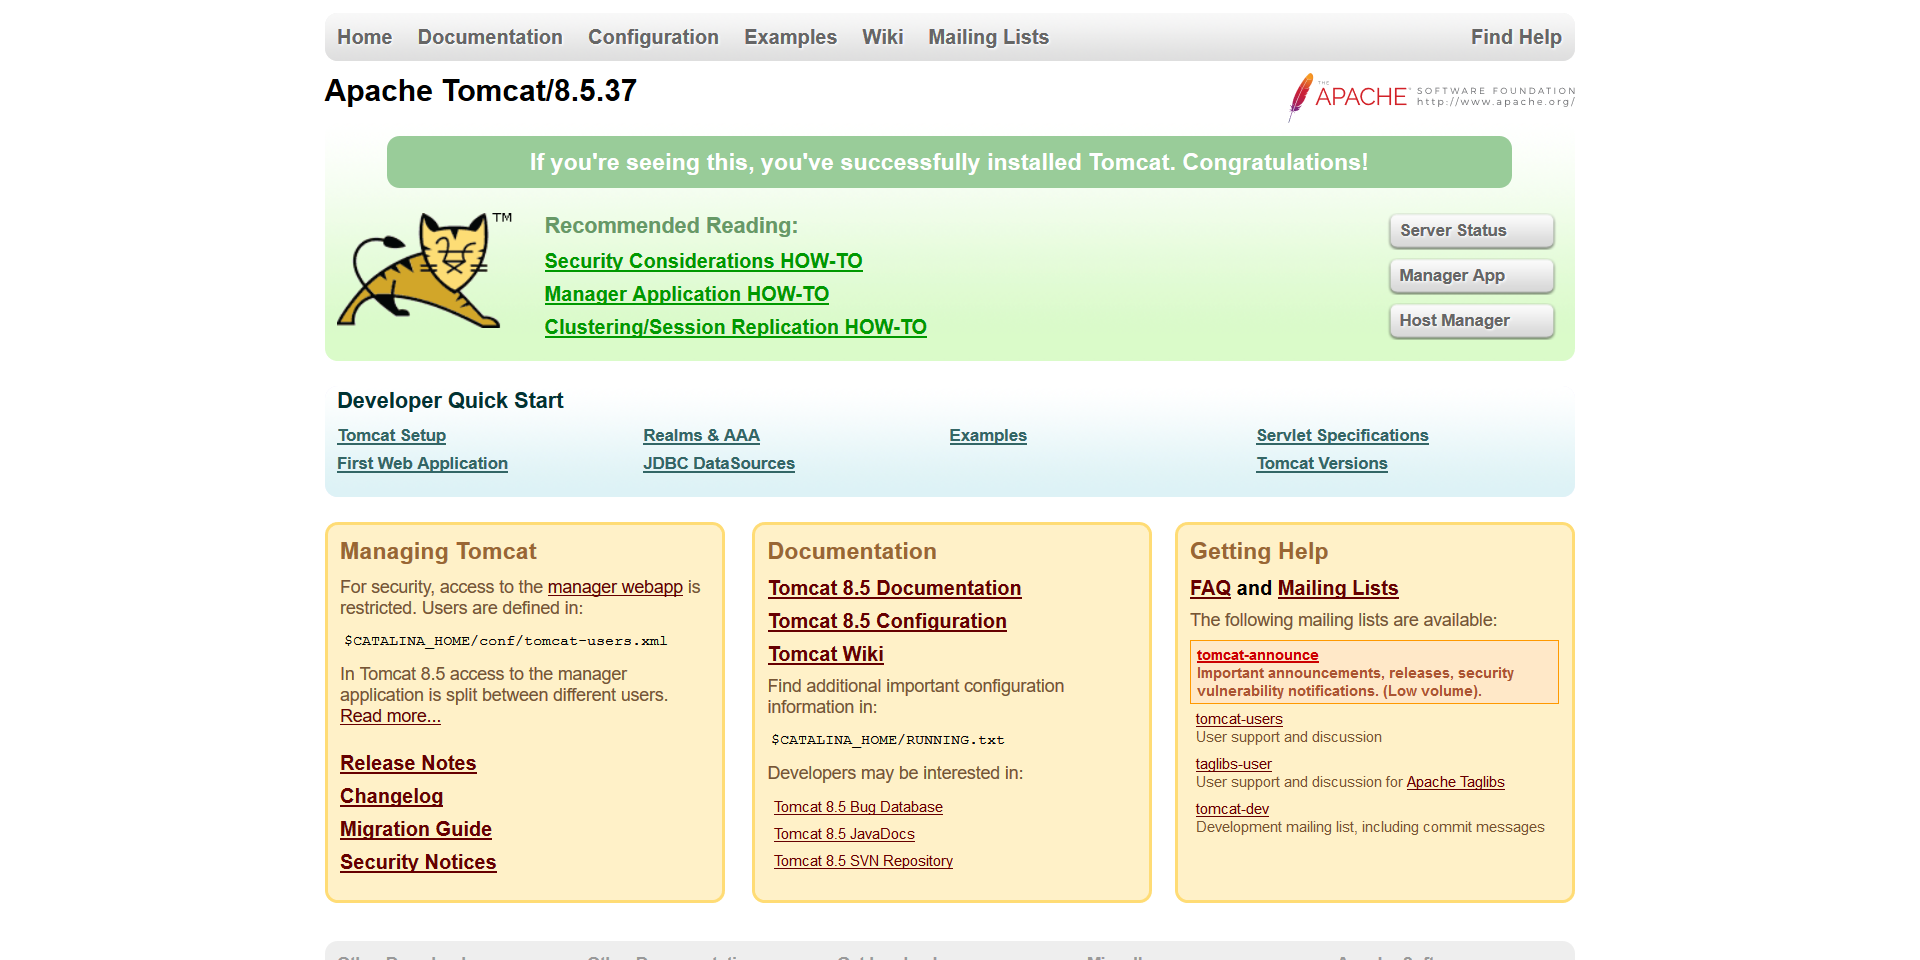 Home Documentation Configuration Examples Wiki Mailing Lists Find Help
Apache Tomcat/8.5.37
THE APACHE SOFTWARE FOUNDATION
http://www.apache.org/
If you're seeing this, you've successfully installed Tomcat. Congratulations!
TM
Recommended Reading:
Security Considerations HOW-TO
Manager Application HOW-TO
Clustering/Session Replication HOW-TO
Server Status
Manager App
Host Manager
Developer Quick Start
Tomcat Setup
First Web Application
Realms & AAA
JDBC DataSources
Examples
Servlet Specifications
Tomcat Versions
Managing Tomcat
For security, access to the manager webapp is
restricted. Users are defined in:
$CATALINA_HOME/conf/tomcat-users.xml
In Tomcat 8.5 access to the manager
application is split between different users.
Read more...
Release Notes
Changelog
Migration Guide
Security Notices
Documentation
Tomcat 8.5 Documentation
Tomcat 8.5 Configuration
Tomcat Wiki
Find additional important configuration
information in:
$CATALINA_HOME/RUNNING.txt
Developers may be interested in:
Tomcat 8.5 Bug Database
Tomcat 8.5 JavaDocs
Tomcat 8.5 SVN Repository
Getting Help
FAQ and Mailing Lists
The following mailing lists are available:
tomcat-announce
Important announcements, releases, security
vulnerability notifications. (Low volume).
tomcat-users
User support and discussion
taglibs-user
User support and discussion for Apache Taglibs
tomcat-dev
Development mailing list, including commit messages